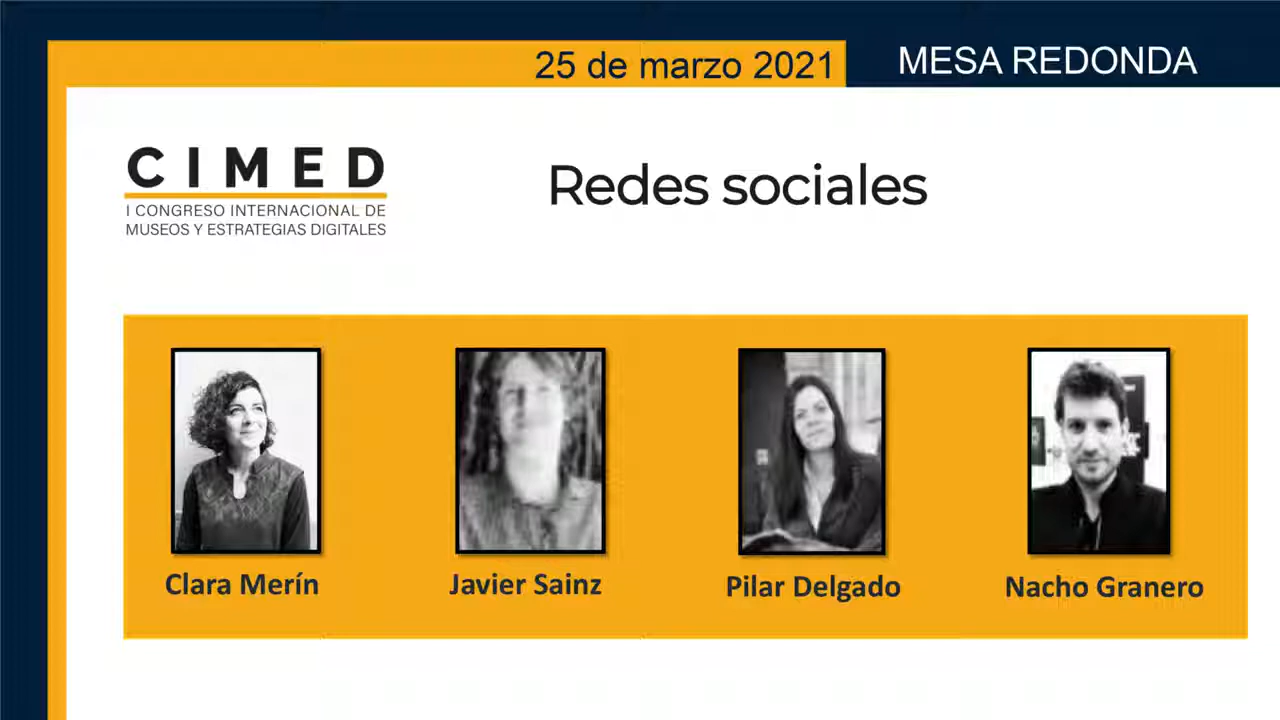 25 de marzo 2021
MESA REDONDA
CIMED
I CONGRESO INTERNACIONAL DE
MUSEOS Y ESTRATEGIAS DIGITALES
Redes sociales
Clara Merín
Javier Sainz
Pilar Delgado
Nacho Granero